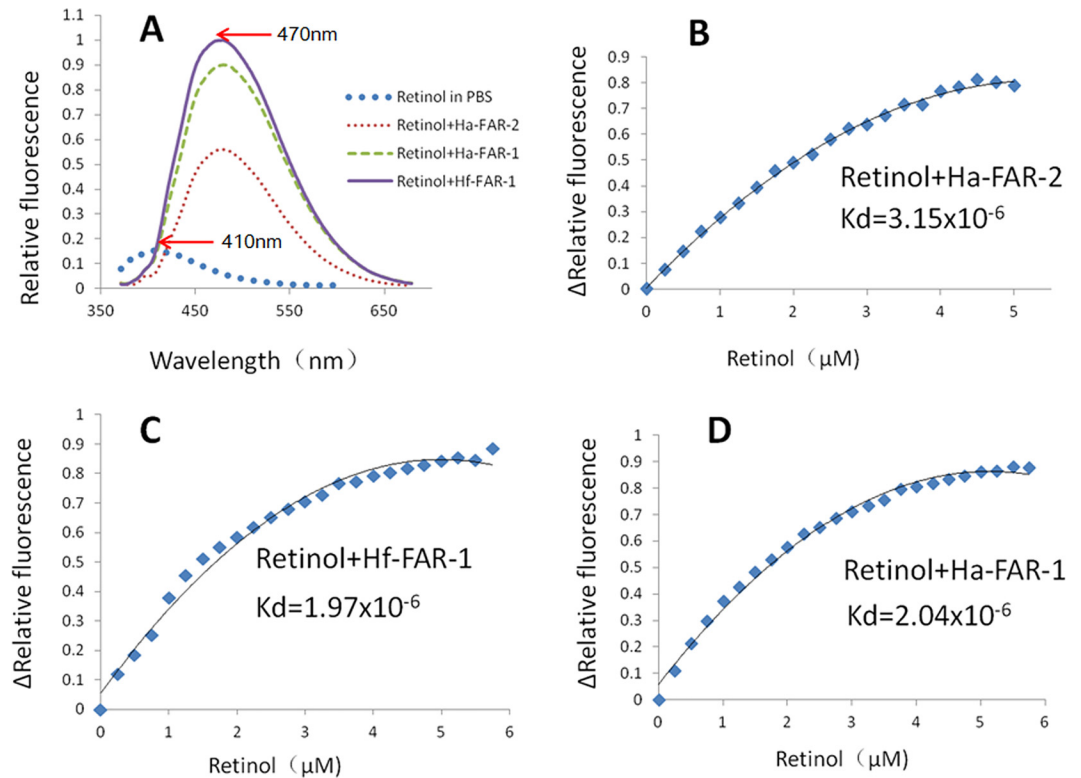 A
470nm
410nm
Retinol in PBS
Retinol+Ha-FAR-2
Retinol+Ha-FAR-1
Retinol+Hf-FAR-1
Relative fluorescence
1.1
1
0.9
0.8
0.7
0.6
0.5
0.4
0.3
0.2
0.1
0
350 450 550 650
Wavelength（nm）
B
ΔRelative fluorescence
0.9
0.8
0.7
0.6
0.5
0.4
0.3
0.2
0.1
0
Retinol+Ha-FAR-2
Kd=3.15x10⁻⁶
0 1 2 3 4 5
Retinol（μM)
C
ΔRelative fluorescence
1
0.9
0.8
0.7
0.6
0.5
0.4
0.3
0.2
0.1
0
Retinol+Hf-FAR-1
Kd=1.97x10⁻⁶
0 1 2 3 4 5 6
Retinol（μM)
D
ΔRelative fluorescence
1
0.9
0.8
0.7
0.6
0.5
0.4
0.3
0.2
0.1
0
Retinol+Ha-FAR-1
Kd=2.04x10⁻⁶
0 1 2 3 4 5 6
Retinol（μM)